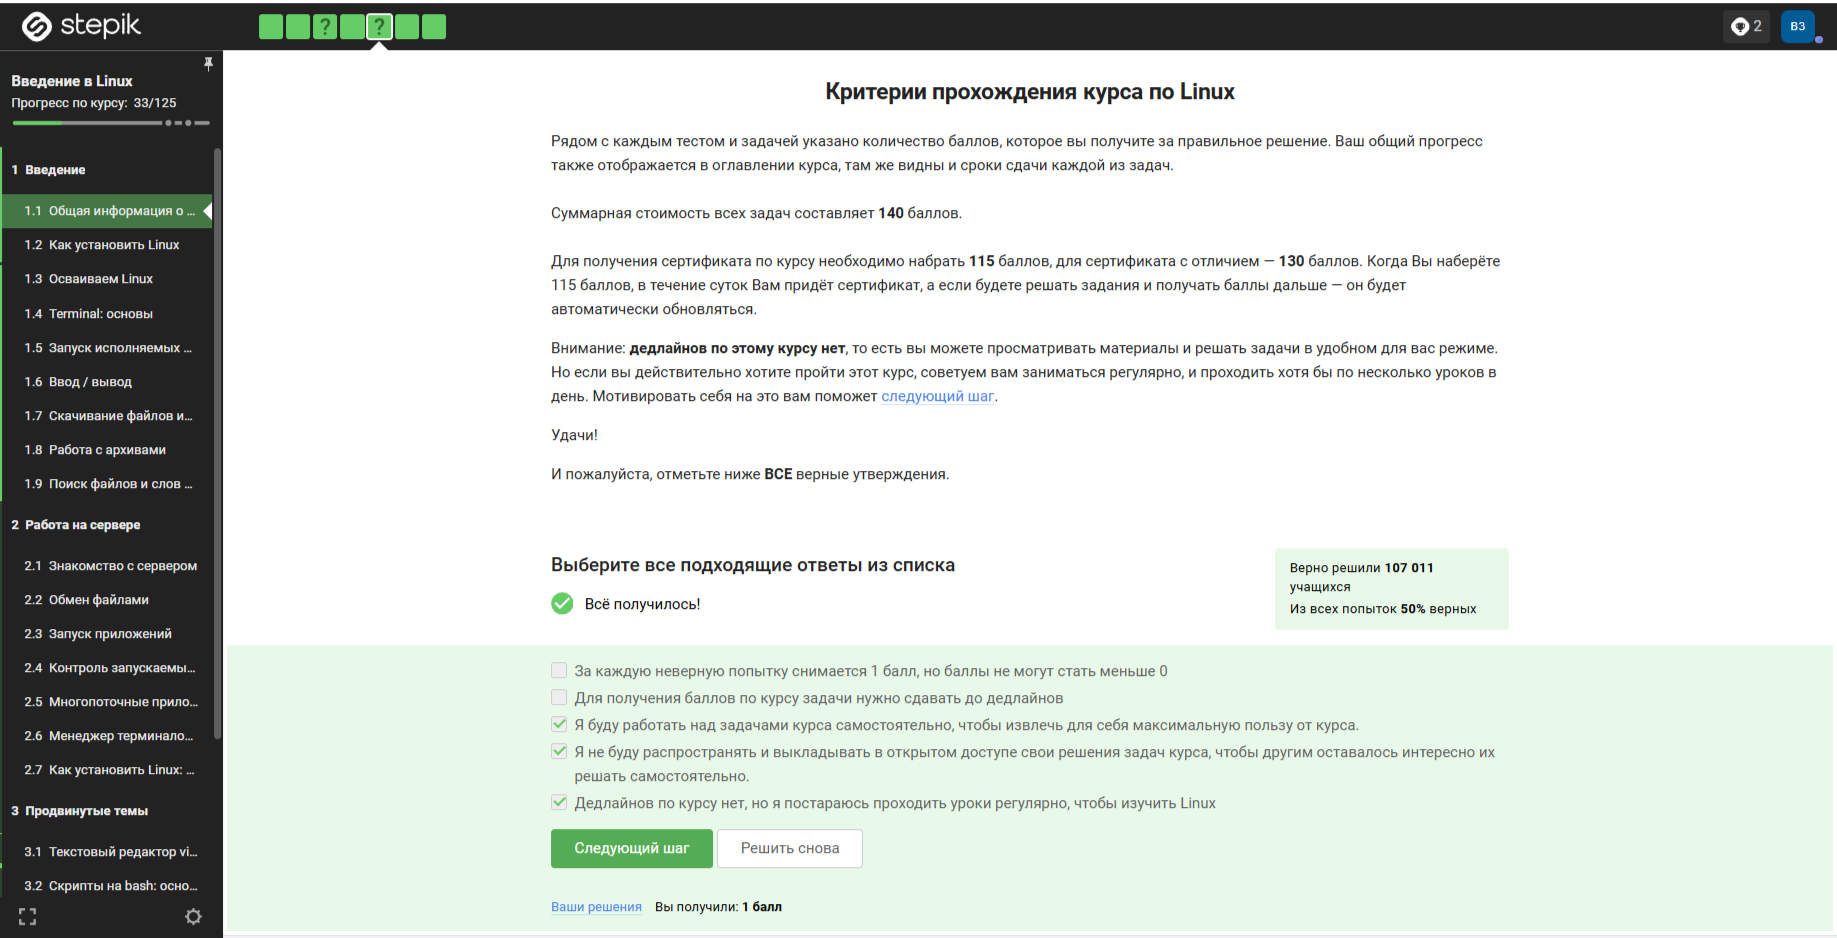 stepik
?
?
2
ВЗ
Введение в Linux
Прогресс по курсу: 33/125
1 Введение
1.1 Общая информация о ...
1.2 Как установить Linux
1.3 Осваиваем Linux
1.4 Terminal: основы
1.5 Запуск исполняемых ...
1.6 Ввод / вывод
1.7 Скачивание файлов и...
1.8 Работа с архивами
1.9 Поиск файлов и слов ...
2 Работа на сервере
2.1 Знакомство с сервером
2.2 Обмен файлами
2.3 Запуск приложений
2.4 Контроль запускаемы...
2.5 Многопоточные прило...
2.6 Менеджер терминало...
2.7 Как установить Linux: ...
3 Продвинутые темы
3.1 Текстовый редактор vi...
3.2 Скрипты на bash: осно...
Критерии прохождения курса по Linux
Рядом с каждым тестом и задачей указано количество баллов, которое вы получите за правильное решение. Ваш общий прогресс
также отображается в оглавлении курса, там же видны и сроки сдачи каждой из задач.
Суммарная стоимость всех задач составляет 140 баллов.
Для получения сертификата по курсу необходимо набрать 115 баллов, для сертификата с отличием — 130 баллов. Когда Вы наберёте
115 баллов, в течение суток Вам придёт сертификат, а если будете решать задания и получать баллы дальше — он будет
автоматически обновляться.
Внимание: дедлайнов по этому курсу нет, то есть вы можете просматривать материалы и решать задачи в удобном для вас режиме.
Но если вы действительно хотите пройти этот курс, советуем вам заниматься регулярно, и проходить хотя бы по несколько уроков в
день. Мотивировать себя на это вам поможет следующий шаг.
Удачи!
И пожалуйста, отметьте ниже ВСЕ верные утверждения.
Выберите все подходящие ответы из списка
Всё получилось!
Верно решили 107 011
учащихся
Из всех попыток 50% верных
За каждую неверную попытку снимается 1 балл, но баллы не могут стать меньше 0
Для получения баллов по курсу задачи нужно сдавать до дедлайнов
Я буду работать над задачами курса самостоятельно, чтобы извлечь для себя максимальную пользу от курса.
Я не буду распространять и выкладывать в открытом доступе свои решения задач курса, чтобы другим оставалось интересно их
решать самостоятельно.
Дедлайнов по курсу нет, но я постараюсь проходить уроки регулярно, чтобы изучить Linux
Следующий шаг
Решить снова
Ваши решения Вы получили: 1 балл